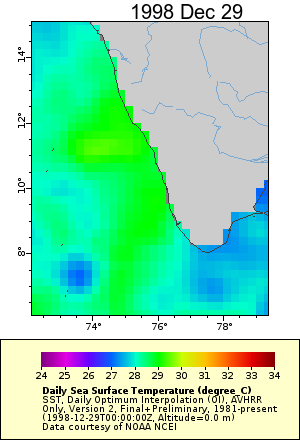 1998 Dec 29
14°
12°
10°
8°
74° 76° 78°
24 25 26 27 28 29 30 31 32 33 34
Daily Sea Surface Temperature (degree_C)
SST, Daily Optimum Interpolation (OI), AVHRR
Only, Version 2, Final+Preliminary, 1981-present
(1998-12-29T00:00:00Z, Altitude=0.0 m)
Data courtesy of NOAA NCEI